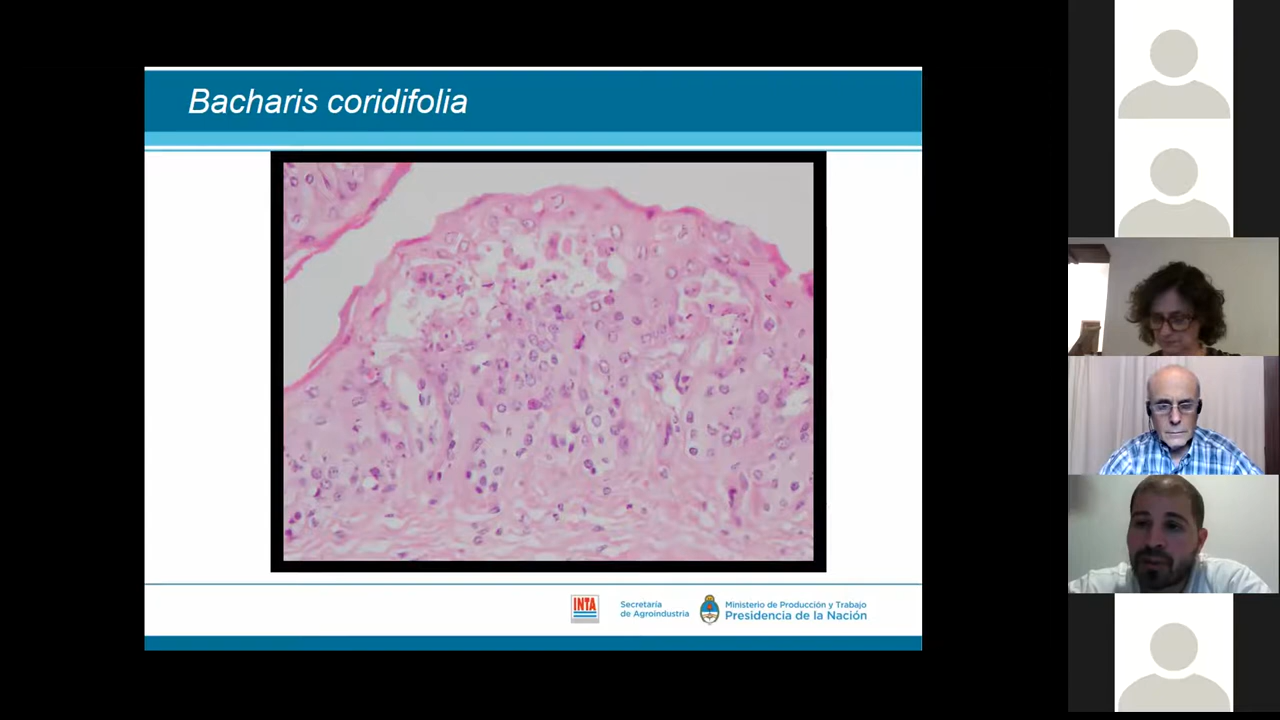 Bacharis coridifolia
INTA
Secretaría
de Agroindustria
Ministerio de Producción y Trabajo
Presidencia de la Nación